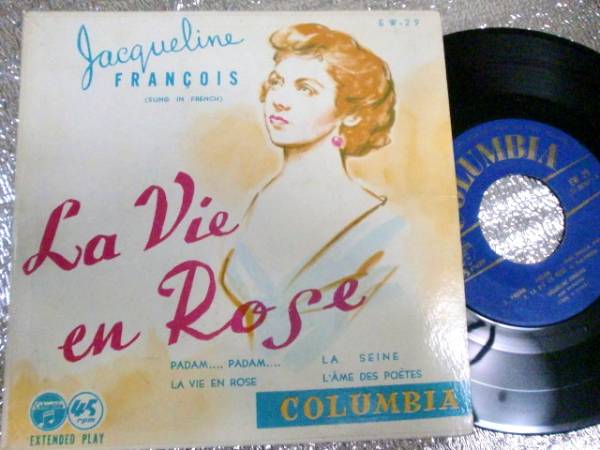 EW-29
Jacqueline
FRANÇOIS
(SUNG IN FRENCH)
La Vie
en Rose
PADAM.... PADAM....
LA VIE EN ROSE
LA SEINE
L'ÂME DES POÈTES
COLUMBIA
Columbia
45
rpm
EXTENDED PLAY
COLUMBIA